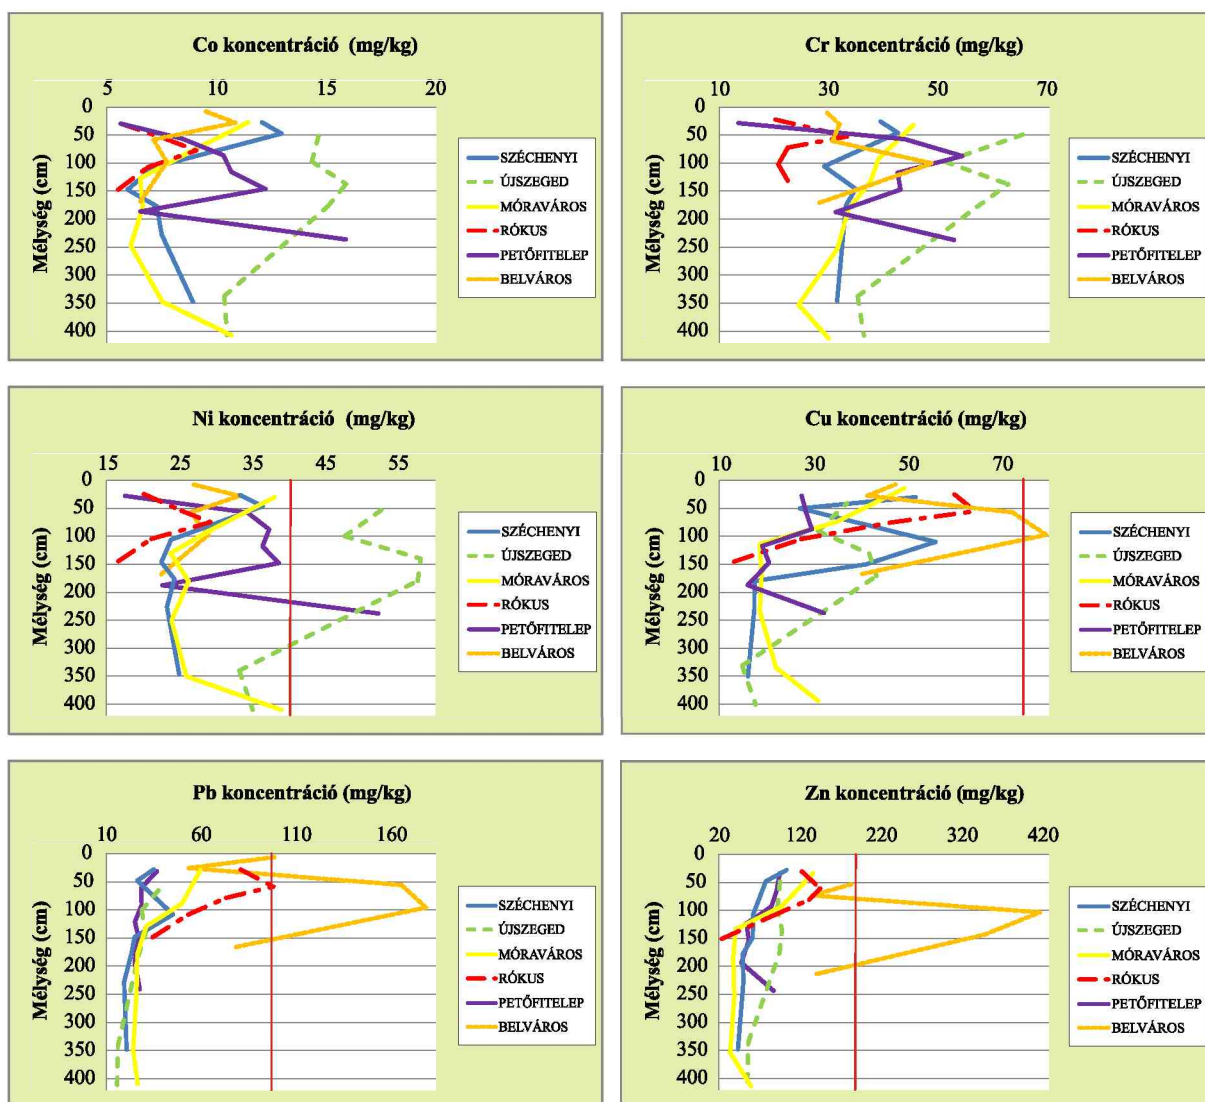 Co koncentráció (mg/kg)
5 10 15 20
0
50
100
150
200
250
300
350
400
Mélység (cm)
SZÉCHENYI
ÚJSZEGED
MÓRAVÁROS
RÓKUS
PETŐFITELEP
BELVÁROS
Cr koncentráció (mg/kg)
10 30 50 70
0
50
100
150
200
250
300
350
400
Mélység (cm)
SZÉCHENYI
ÚJSZEGED
MÓRAVÁROS
RÓKUS
PETŐFITELEP
BELVÁROS
Ni koncentráció (mg/kg)
15 25 35 45 55
0
50
100
150
200
250
300
350
400
Mélység (cm)
SZÉCHENYI
ÚJSZEGED
MÓRAVÁROS
RÓKUS
PETŐFITELEP
BELVÁROS
Cu koncentráció (mg/kg)
10 30 50 70
0
50
100
150
200
250
300
350
400
Mélység (cm)
SZÉCHENYI
ÚJSZEGED
MÓRAVÁROS
RÓKUS
PETŐFITELEP
BELVÁROS
Pb koncentráció (mg/kg)
10 60 110 160
0
50
100
150
200
250
300
350
400
Mélység (cm)
SZÉCHENYI
ÚJSZEGED
MÓRAVÁROS
RÓKUS
PETŐFITELEP
BELVÁROS
Zn koncentráció (mg/kg)
20 120 220 320 420
0
50
100
150
200
250
300
350
400
Mélység (cm)
SZÉCHENYI
ÚJSZEGED
MÓRAVÁROS
RÓKUS
PETŐFITELEP
BELVÁROS